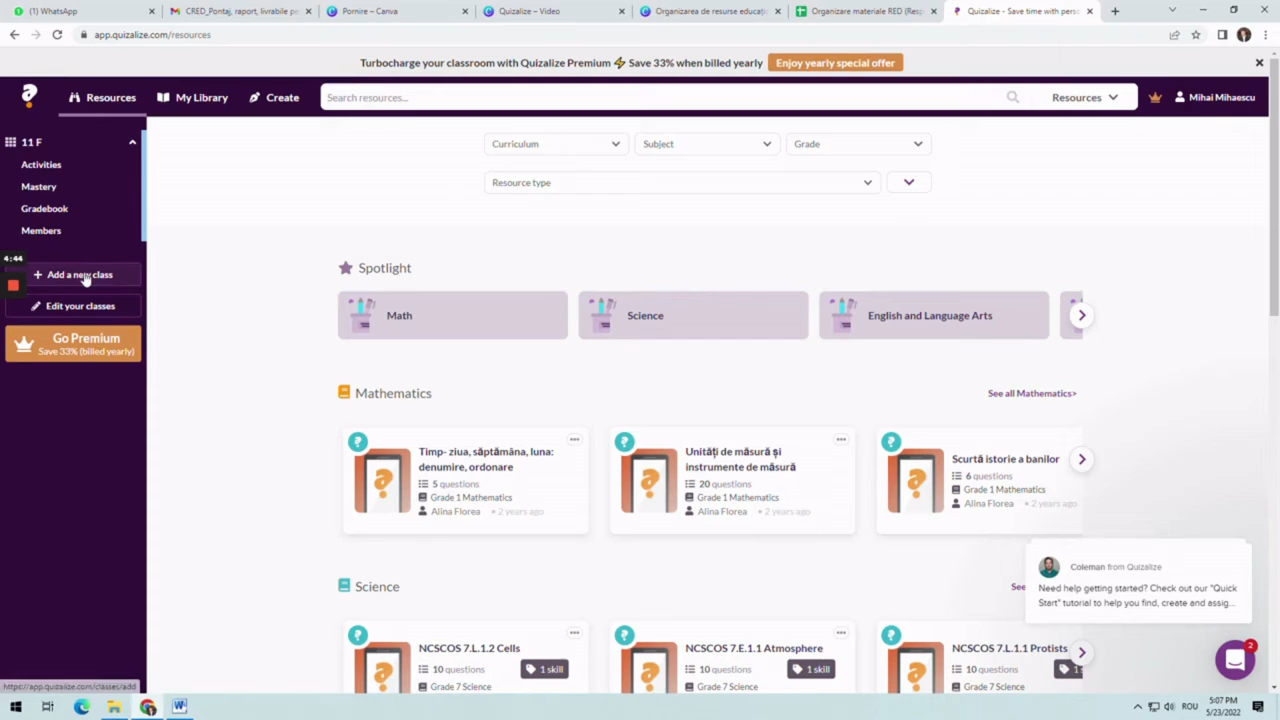 (1) WhatsApp
CRED_Pontaj, raport, livrabile pe
Pornire – Canva
Quizalize – Video
Organizarea de resurse educați
Organizare materiale RED (Resp
Quizalize - Save time with perso
app.quizalize.com/resources
Turbocharge your classroom with Quizalize Premium ⚡ Save 33% when billed yearly
Enjoy yearly special offer
Resources
My Library
Create
Search resources...
Resources
Mihai Mihaescu
11 F
Activities
Mastery
Gradebook
Members
4:44
+ Add a new class
Edit your classes
Go Premium
Save 33% (billed yearly)
Curriculum
Subject
Grade
Resource type
Spotlight
Math
Science
English and Language Arts
Mathematics
See all Mathematics>
Timp- ziua, săptămâna, luna:
denumire, ordonare
5 questions
Grade 1 Mathematics
Alina Florea • 2 years ago
Unități de măsură și
instrumente de măsură
20 questions
Grade 1 Mathematics
Alina Florea • 2 years ago
Scurtă istorie a banilor
6 questions
Grade 1 Mathematics
Alina Florea • 2 years ago
Science
See
NCSCOS 7.L.1.2 Cells
10 questions
1 skill
Grade 7 Science
NCSCOS 7.E.1.1 Atmosphere
10 questions
1 skill
Grade 7 Science
NCSCOS 7.L.1.1 Protists
10 questions
1
Grade 7 Science
Coleman from Quizalize
Need help getting started? Check out our "Quick
Start" tutorial to help you find, create and assig...
2
https://app.quizalize.com/classes/add
ROU
5:07 PM
5/23/2022